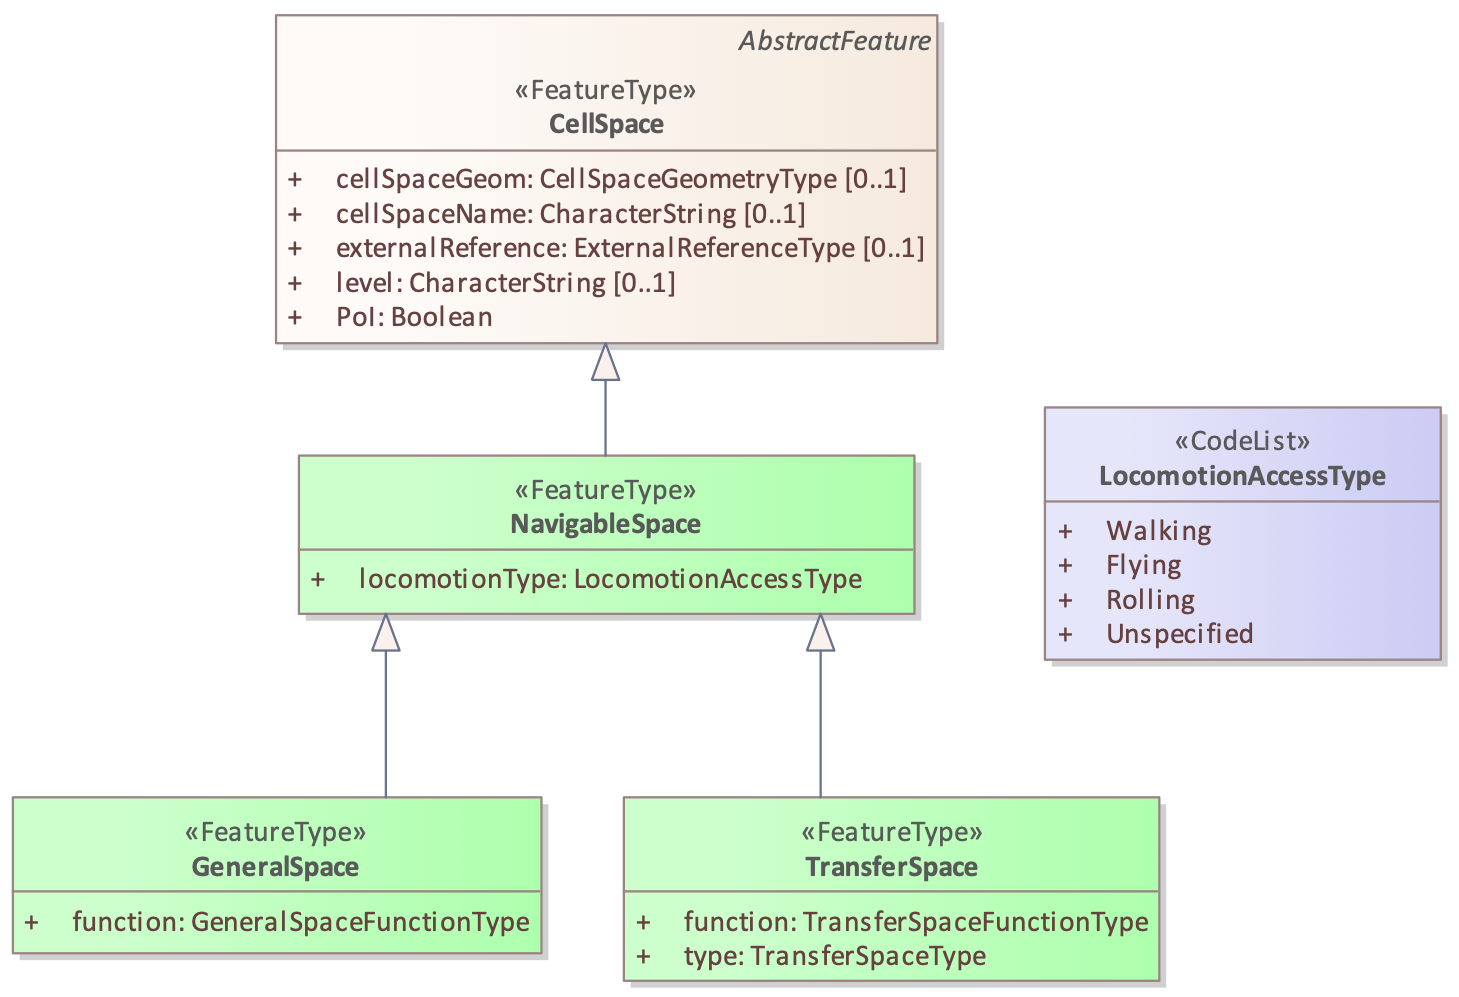 AbstractFeature
«FeatureType»
CellSpace
+ cellSpaceGeom: CellSpaceGeometryType [0..1]
+ cellSpaceName: CharacterString [0..1]
+ externalReference: ExternalReferenceType [0..1]
+ level: CharacterString [0..1]
+ PoI: Boolean
«FeatureType»
NavigableSpace
+ locomotionType: LocomotionAccessType
«CodeList»
LocomotionAccessType
+ Walking
+ Flying
+ Rolling
+ Unspecified
«FeatureType»
GeneralSpace
+ function: GeneralSpaceFunctionType
«FeatureType»
TransferSpace
+ function: TransferSpaceFunctionType
+ type: TransferSpaceType